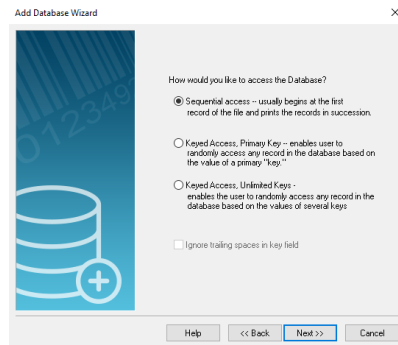 Add Database Wizard
How would you like to access the Database?
Sequential access -- usually begins at the first
record of the file and prints the records in succession.
Keyed Access, Primary Key -- enables user to
randomly access any record in the database based on
the value of a primary "key."
Keyed Access, Unlimited Keys -
enables the user to randomly access any record in the
database based on the values of several keys
Ignore trailing spaces in key field
012349
Help
<< Back
Next >>
Cancel